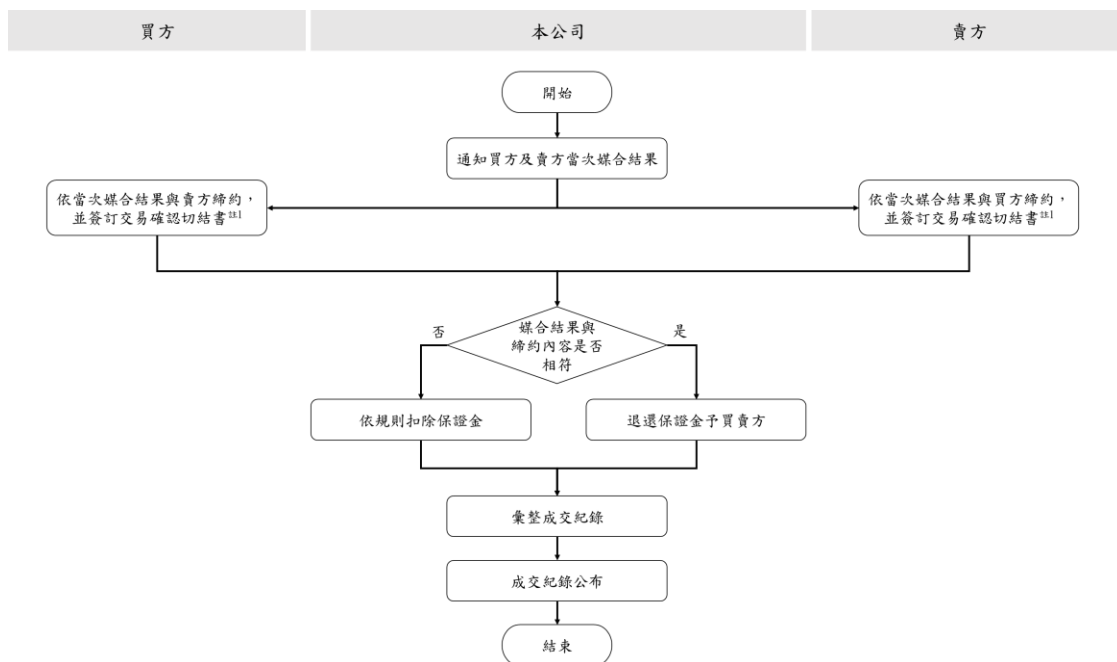 買方
本公司
賣方
開始
通知買方及賣方當次媒合結果
依當次媒合結果與賣方締約，
並簽訂交易確認切結書註1
依當次媒合結果與買方締約，
並簽訂交易確認切結書註1
媒合結果與
締約內容是否
相符
否
是
依規則扣除保證金
退還保證金予買賣方
彙整成交紀錄
成交紀錄公布
結束